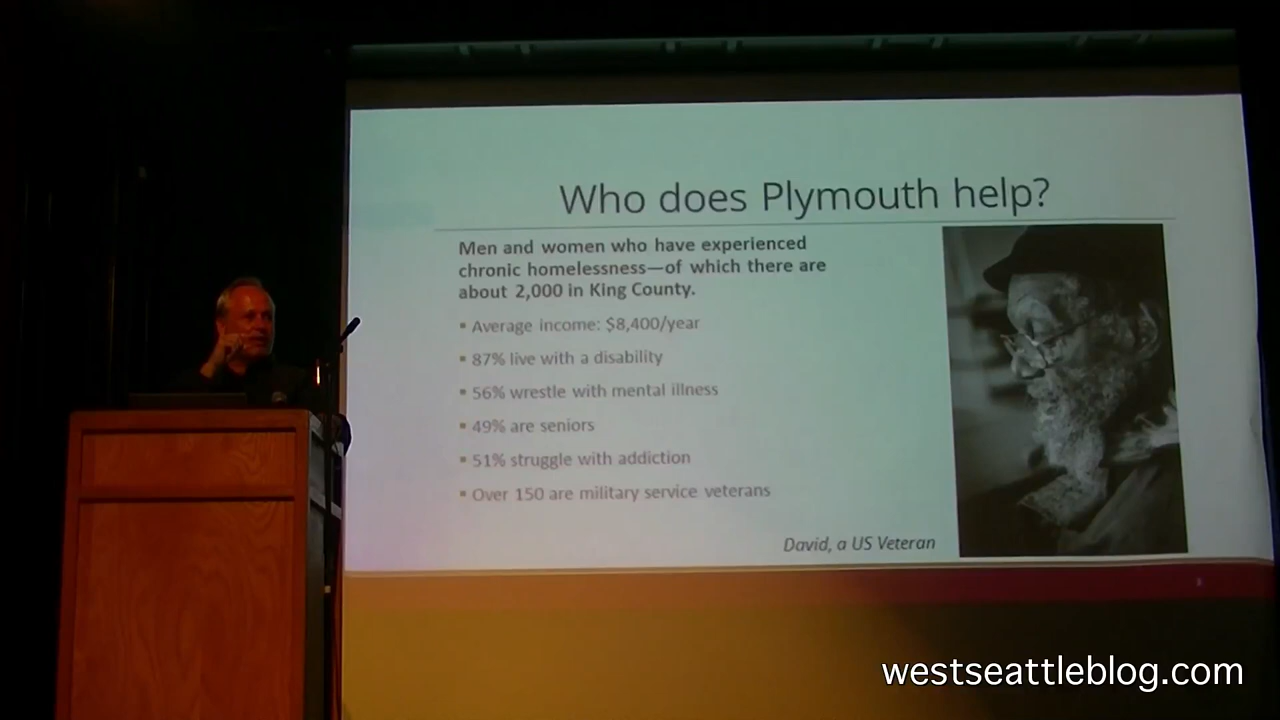 Who does Plymouth help?
Men and women who have experienced
chronic homelessness—of which there are
about 2,000 in King County.
▪ Average income: $8,400/year
▪ 87% live with a disability
▪ 56% wrestle with mental illness
▪ 49% are seniors
▪ 51% struggle with addiction
▪ Over 150 are military service veterans
David, a US Veteran
westseattleblog.com